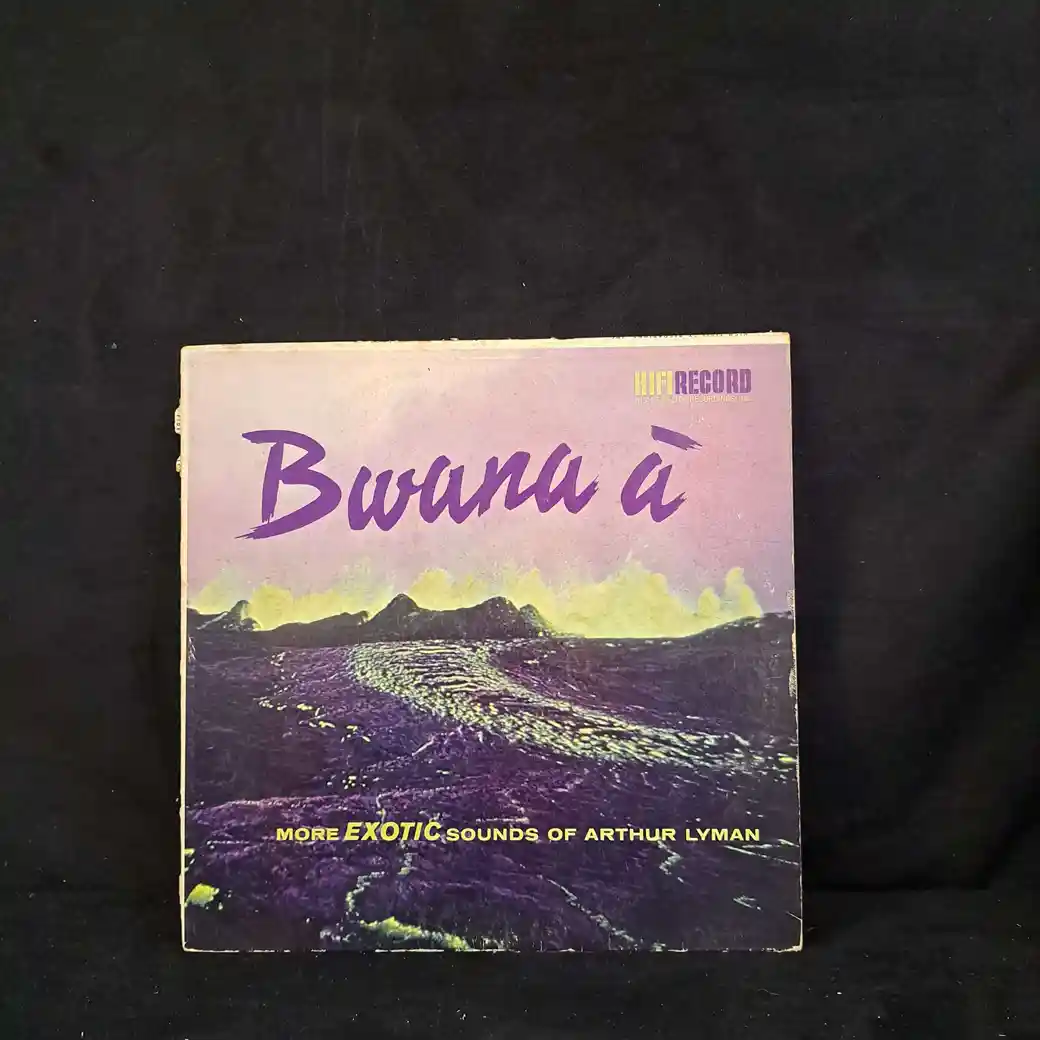 HIFIRECORD
Bwana à
MORE EXOTIC SOUNDS OF ARTHUR LYMAN